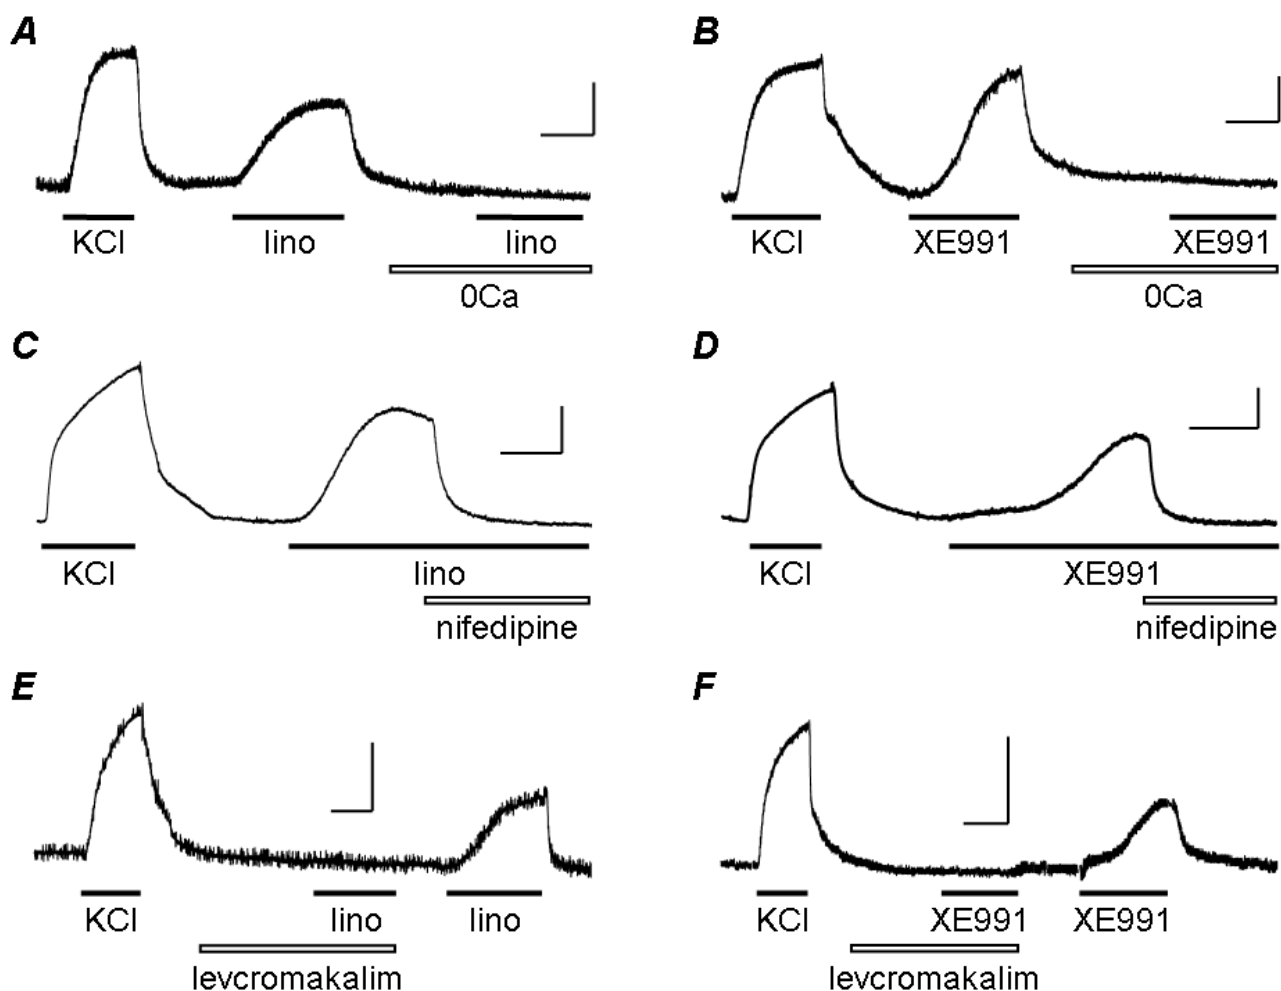 A B
KCl lino lino KCl XE991 XE991
0Ca 0Ca
C D
KCl lino KCl XE991
nifedipine nifedipine
E F
KCl lino lino KCl XE991 XE991
levcromakalim levcromakalim